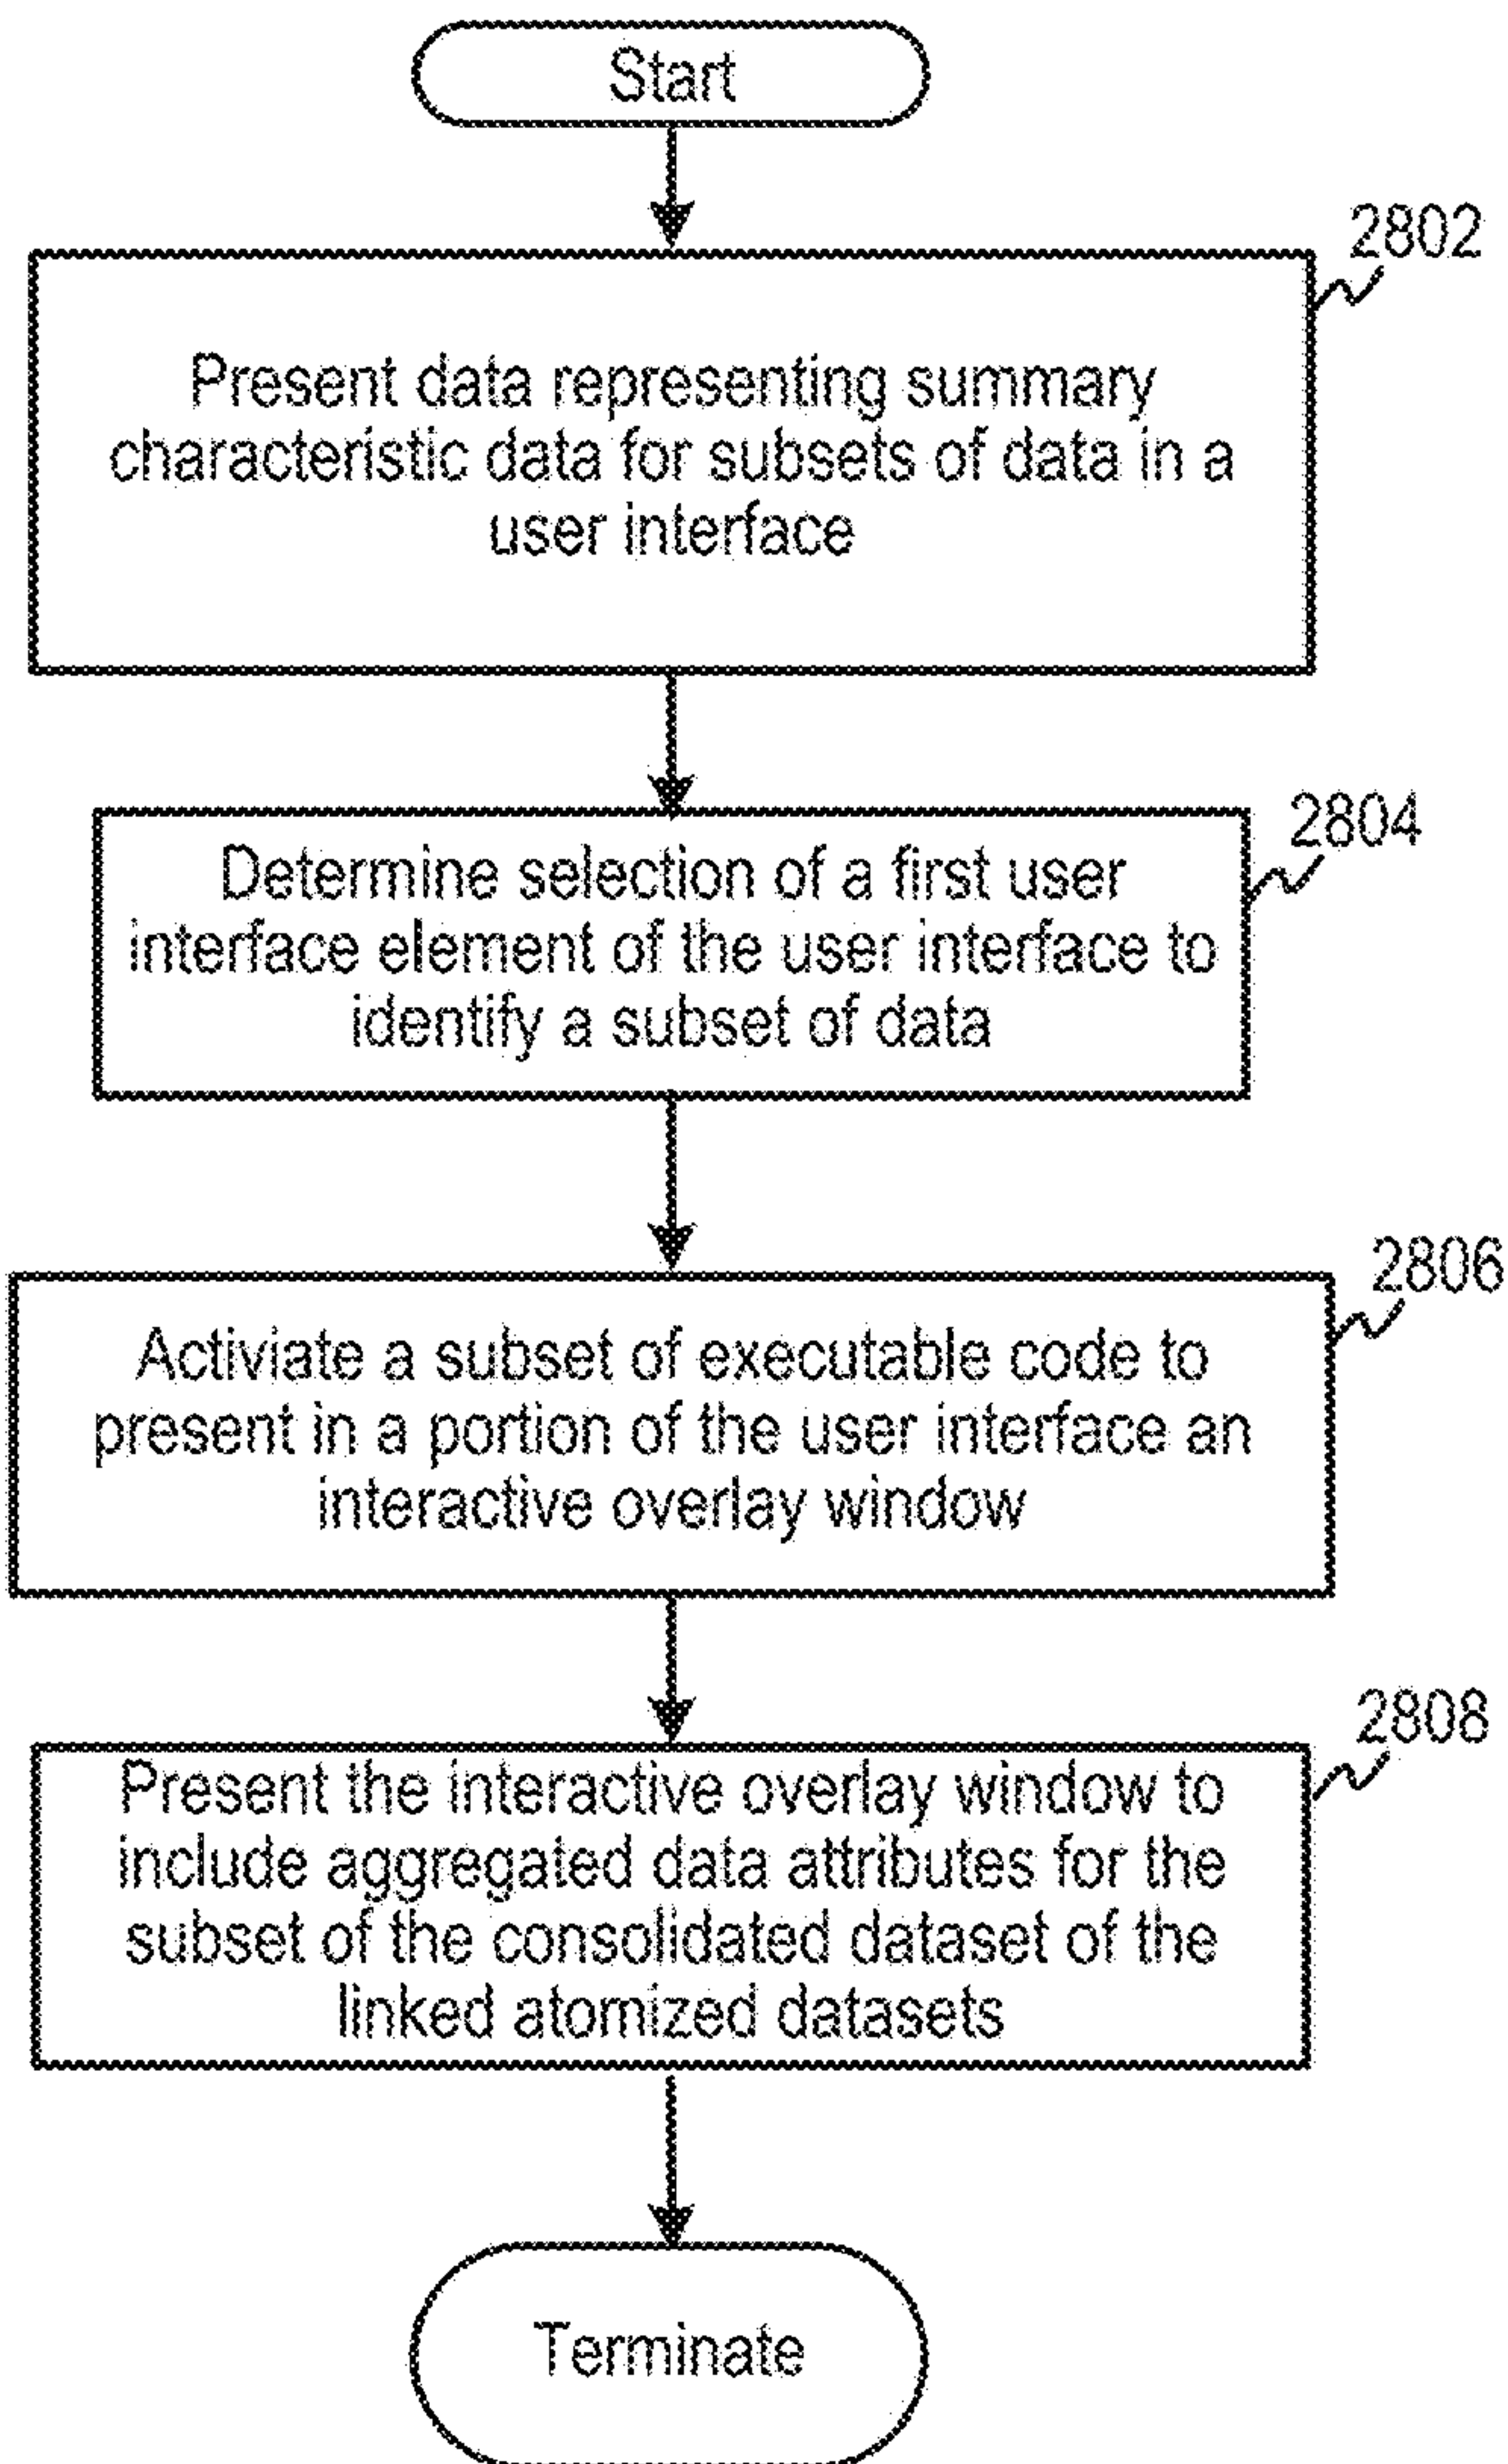 Start
2802
Present data representing summary
characteristic data for subsets of data in a
user interface
2804
Determine selection of a first user
interface element of the user interface to
identify a subset of data
2806
Activiate a subset of executable code to
present in a portion of the user interface an
interactive overlay window
2808
Present the interactive overlay window to
include aggregated data attributes for the
subset of the consolidated dataset of the
linked atomized datasets
Terminate